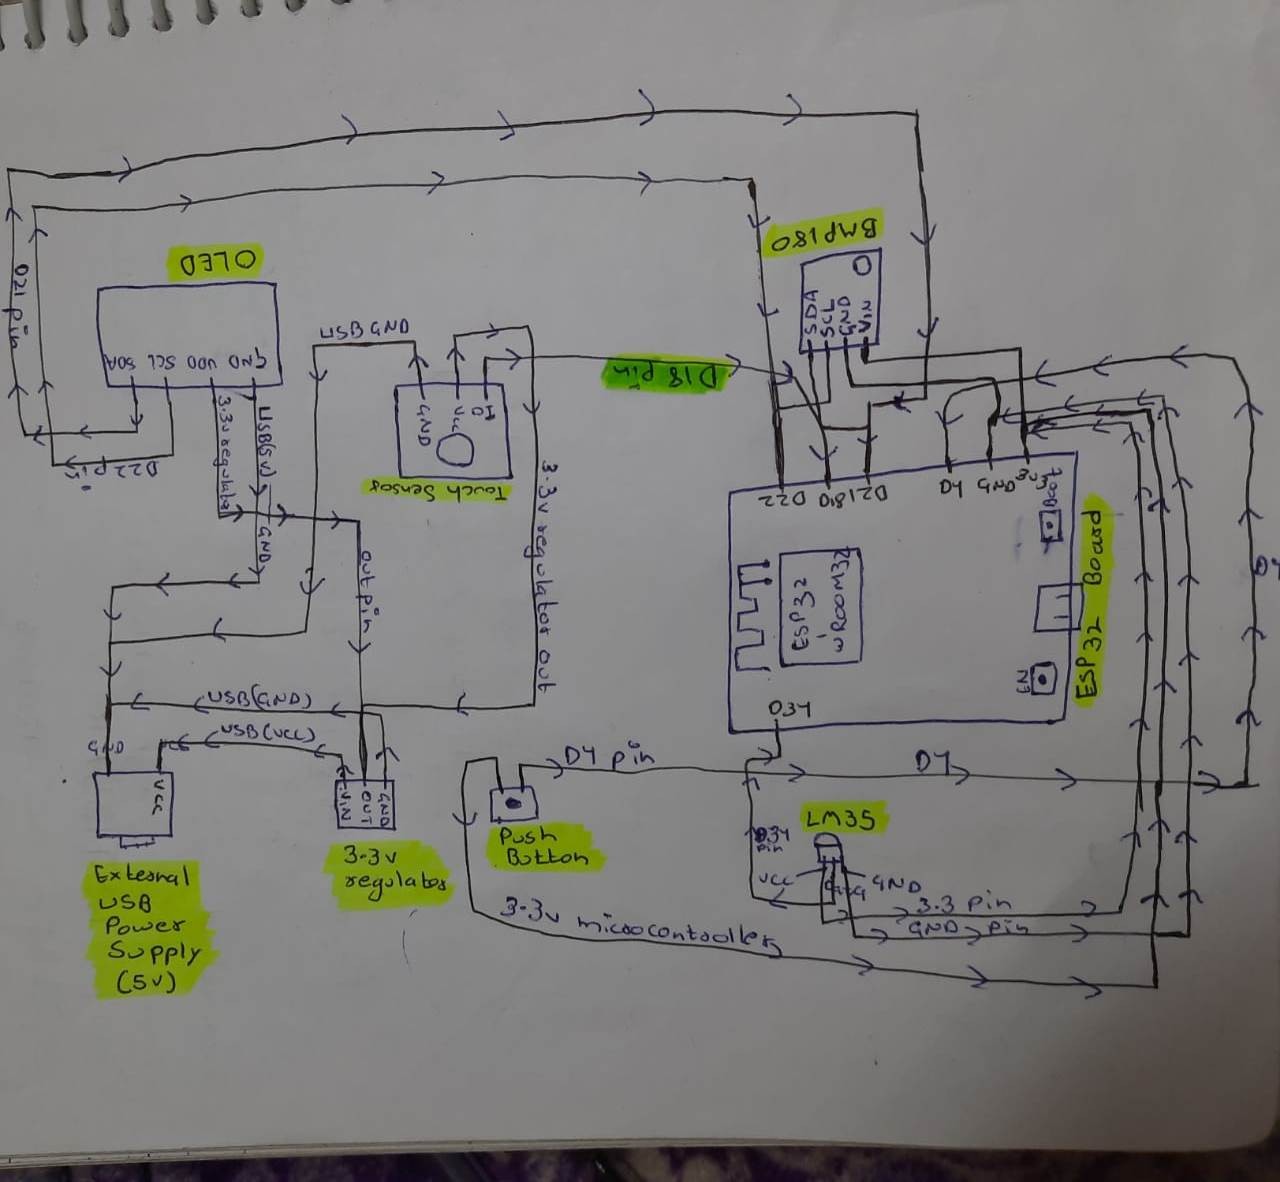 BMP180
SDA
SCL
GND
VIN
OLED
D21 pin
SDA
SCL
VDD
GND
D22 pin
3.3v regulator
USB(5V)
GND
USB GND
GND
VCC
IO
Touch Sensor
D18 pin
3.3v regulator out
out pin
D22
D18
D21
D4
GND
3v3
Boot
ESP32
WROOM32
ESP32 Board
EN
D34
USB(GND)
USB(VCC)
GND
VCC
External
USB
Power
Supply
(5V)
VIN
OUT
GND
3.3v
regulator
D4 pin
D4
Push
Button
3.3v microcontroller
LM35
D34
pin
VCC
GND
3.3 pin
GND pin